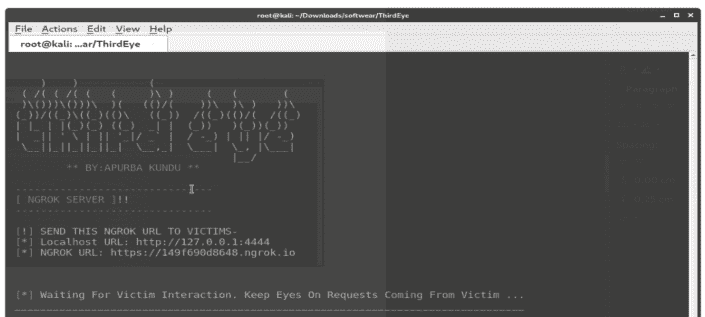 root@kali: ~/Downloads/softwear/ThirdEye
File Actions Edit View Help
root@kali: ...ar/ThirdEye
third eye
** BY:APURBA KUNDU **
[ NGROK SERVER ]!!
[!] SEND THIS NGROK URL TO VICTIMS-
[*] Localhost URL: http://127.0.0.1:4444
[*] NGROK URL: https://149f690d8648.ngrok.io
[*] Waiting For Victim Interaction. Keep Eyes On Requests Coming From Victim ...